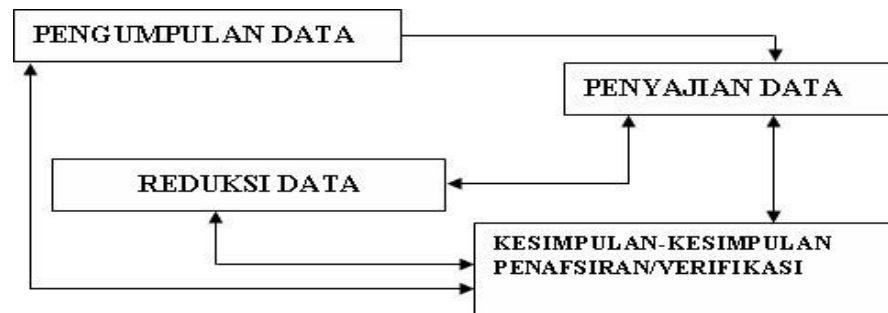 PENGUMPULAN DATA
PENYAJIAN DATA
REDUKSI DATA
KESIMPULAN-KESIMPULAN
PENAFSIRAN/VERIFIKASI